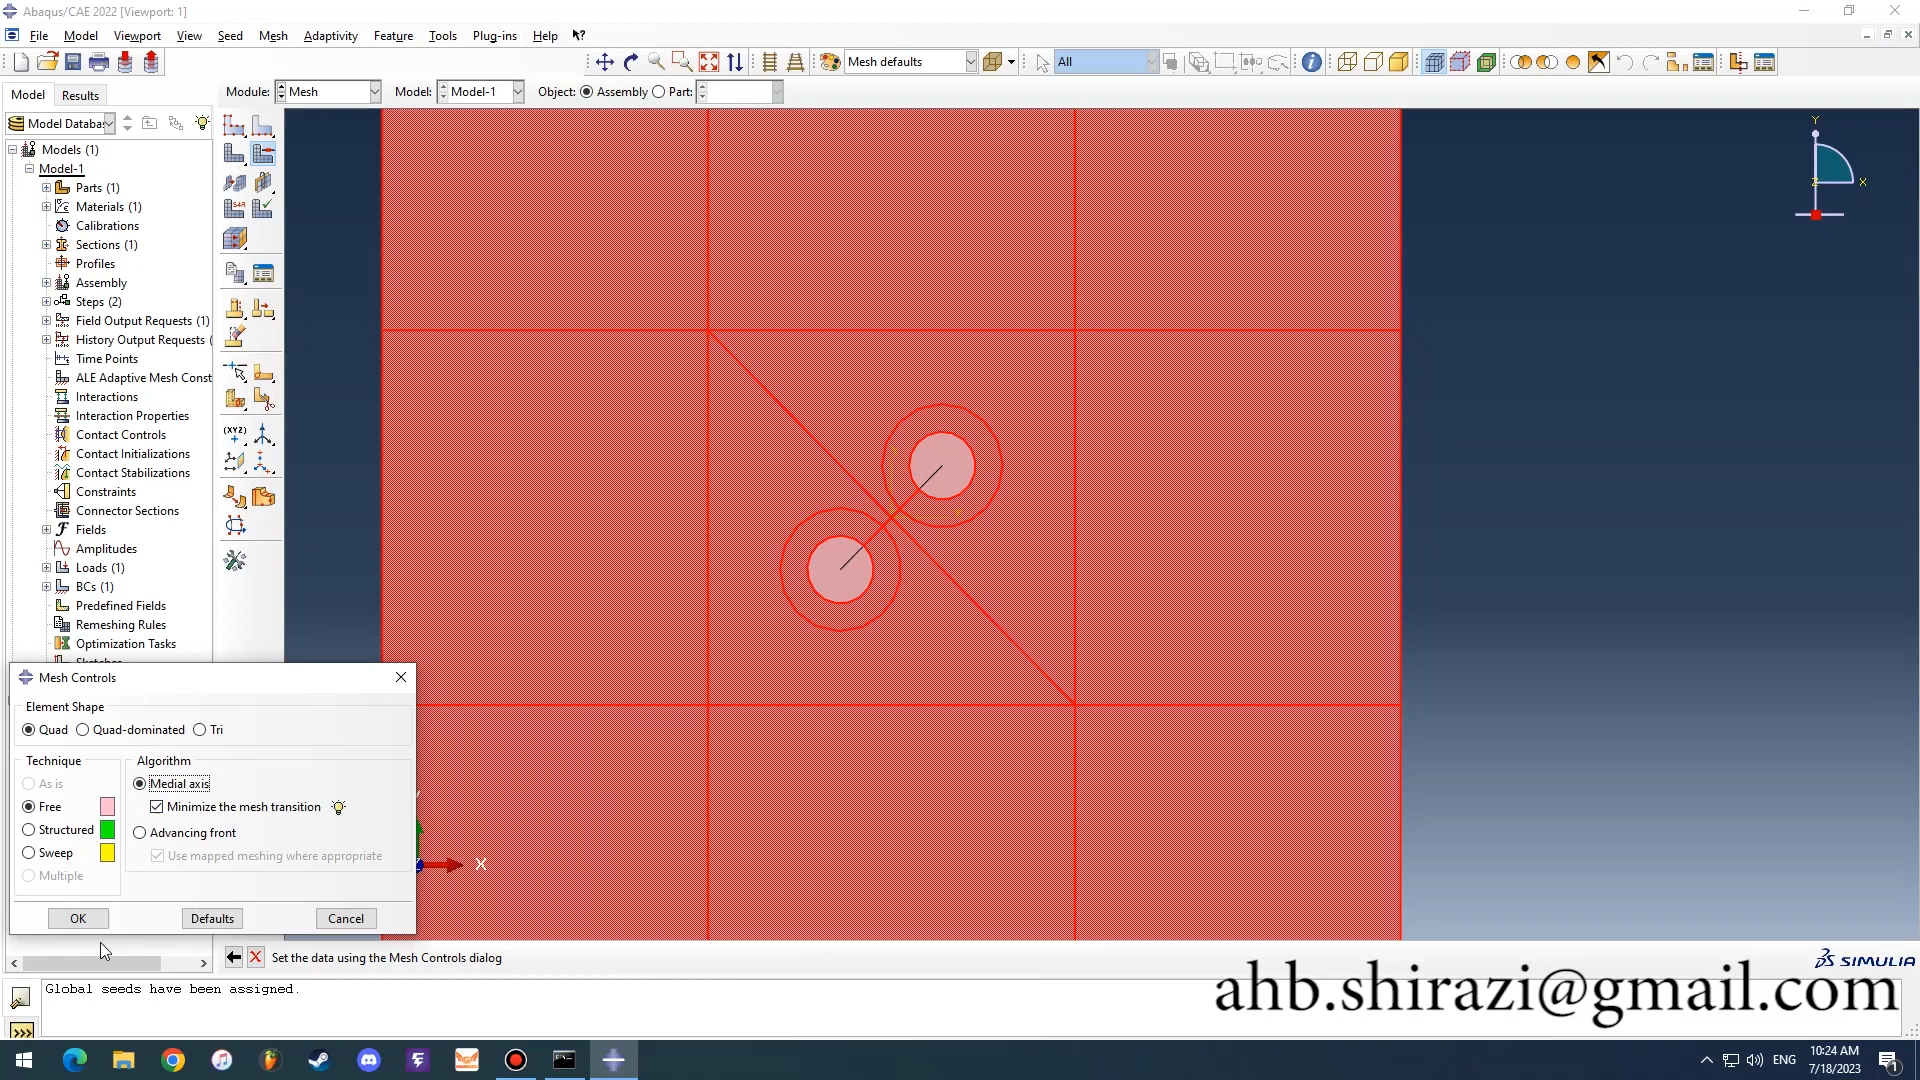 Abaqus/CAE 2022 [Viewport: 1]
File Model Viewport View Seed Mesh Adaptivity Feature Tools Plug-ins Help
Mesh defaults All
Model Results Module: Mesh Model: Model-1 Object: Assembly Part:
Model Databas
Models (1)
Model-1
Parts (1)
Materials (1)
Calibrations
Sections (1)
Profiles
Assembly
Steps (2)
Field Output Requests (1)
History Output Requests (
Time Points
ALE Adaptive Mesh Const
Interactions
Interaction Properties
Contact Controls
Contact Initializations
Contact Stabilizations
Constraints
Connector Sections
Fields
Amplitudes
Loads (1)
BCs (1)
Predefined Fields
Remeshing Rules
Optimization Tasks
(XYZ)
Y
Z X
Mesh Controls
Element Shape
Quad Quad-dominated Tri
Technique Algorithm
As is Medial axis
Free Minimize the mesh transition
Structured Advancing front
Sweep Use mapped meshing where appropriate
Multiple
OK Defaults Cancel
X
Set the data using the Mesh Controls dialog
SIMULIA
Global seeds have been assigned.
ahb.shirazi@gmail.com
>>>
ENG
10:24 AM
7/18/2023
1